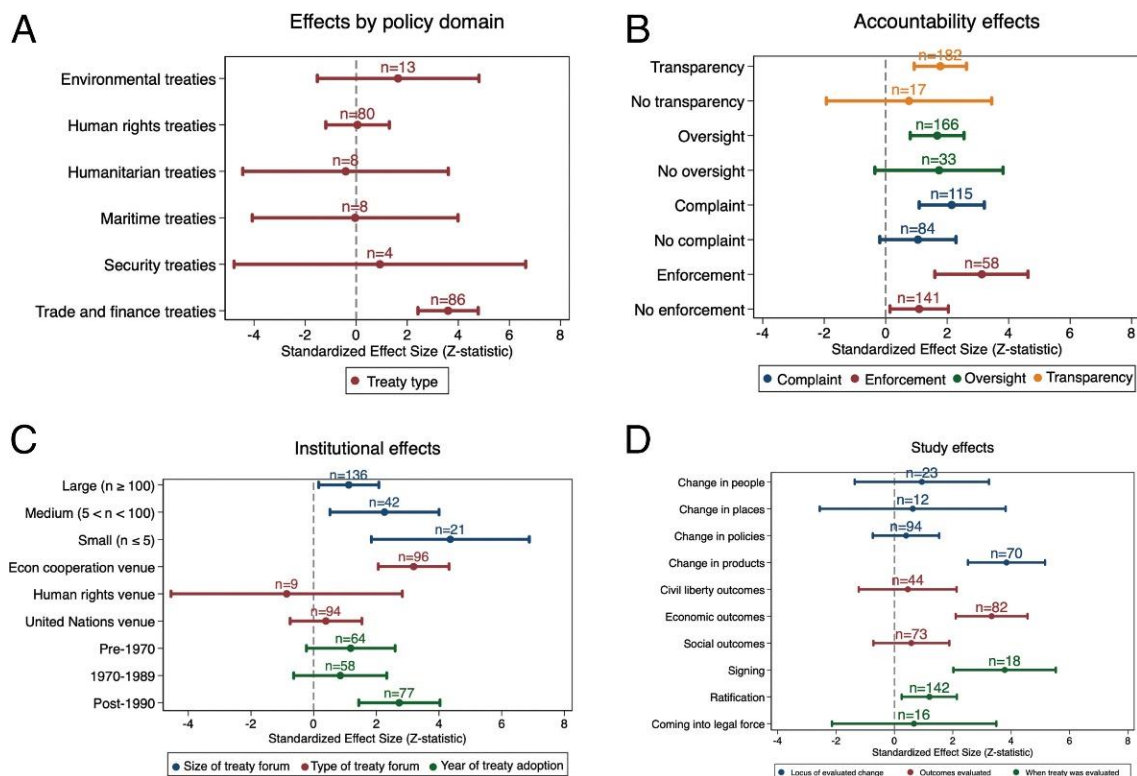 A
Effects by policy domain
Environmental treaties
n=13
Human rights treaties
n=80
Humanitarian treaties
n=8
Maritime treaties
n=8
Security treaties
n=4
Trade and finance treaties
n=86
-4 -2 0 2 4 6 8
Standardized Effect Size (Z-statistic)
Treaty type
B
Accountability effects
Transparency
n=182
No transparency
n=17
Oversight
n=166
No oversight
n=33
Complaint
n=115
No complaint
n=84
Enforcement
n=58
No enforcement
n=141
-4 -2 0 2 4 6 8
Standardized Effect Size (Z-statistic)
Complaint Enforcement Oversight Transparency
C
Institutional effects
Large (n ≥ 100)
n=136
Medium (5 < n < 100)
n=42
Small (n ≤ 5)
n=21
Econ cooperation venue
n=96
Human rights venue
n=9
United Nations venue
n=94
Pre-1970
n=64
1970-1989
n=58
Post-1990
n=77
-4 -2 0 2 4 6 8
Standardized Effect Size (Z-statistic)
Size of treaty forum Type of treaty forum Year of treaty adoption
D
Study effects
Change in people
n=23
Change in places
n=12
Change in policies
n=94
Change in products
n=70
Civil liberty outcomes
n=44
Economic outcomes
n=82
Social outcomes
n=73
Signing
n=18
Ratification
n=142
Coming into legal force
n=16
-4 -2 0 2 4 6 8
Standardized Effect Size (Z-statistic)
Locus of evaluated change Outcomes evaluated When treaty was evaluated